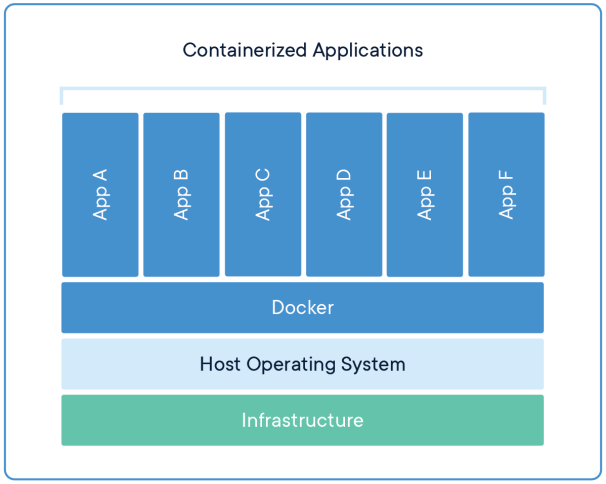 Containerized Applications
App A
App B
App C
App D
App E
App F
Docker
Host Operating System
Infrastructure